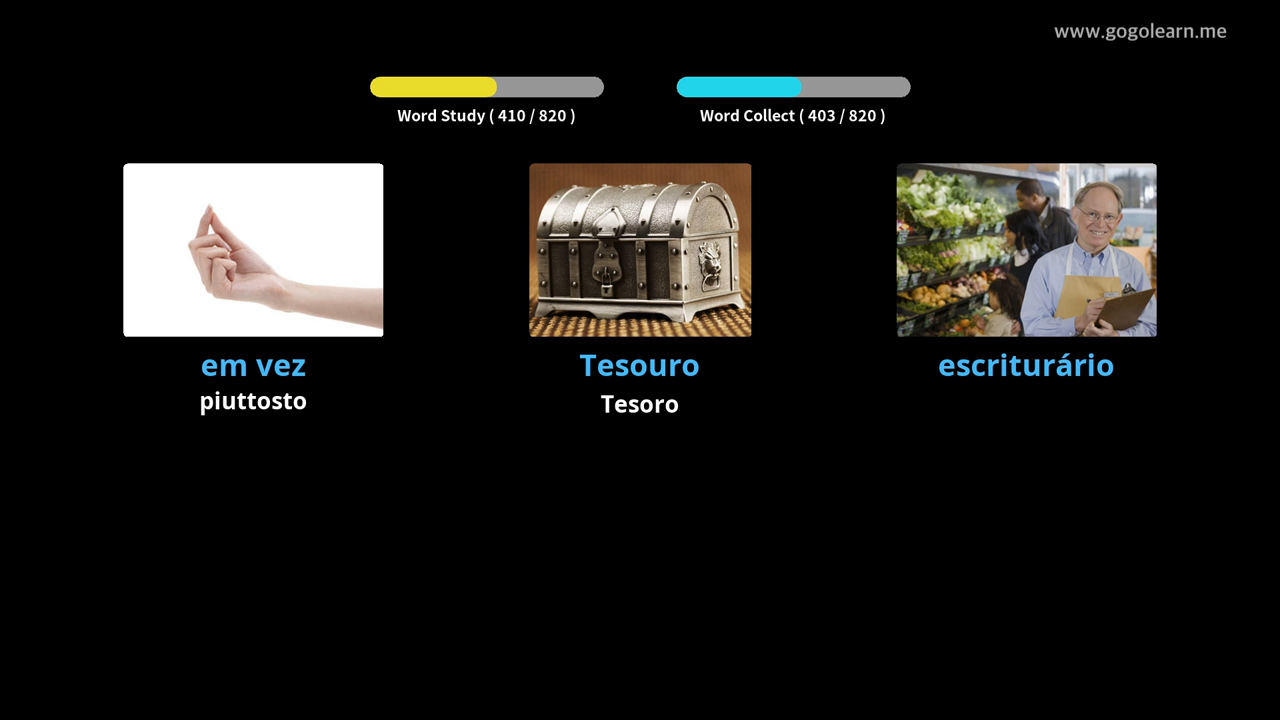 www.gogolearn.me
Word Study ( 410 / 820 )
Word Collect ( 403 / 820 )
em vez
piuttosto
Tesouro
Tesoro
escriturário